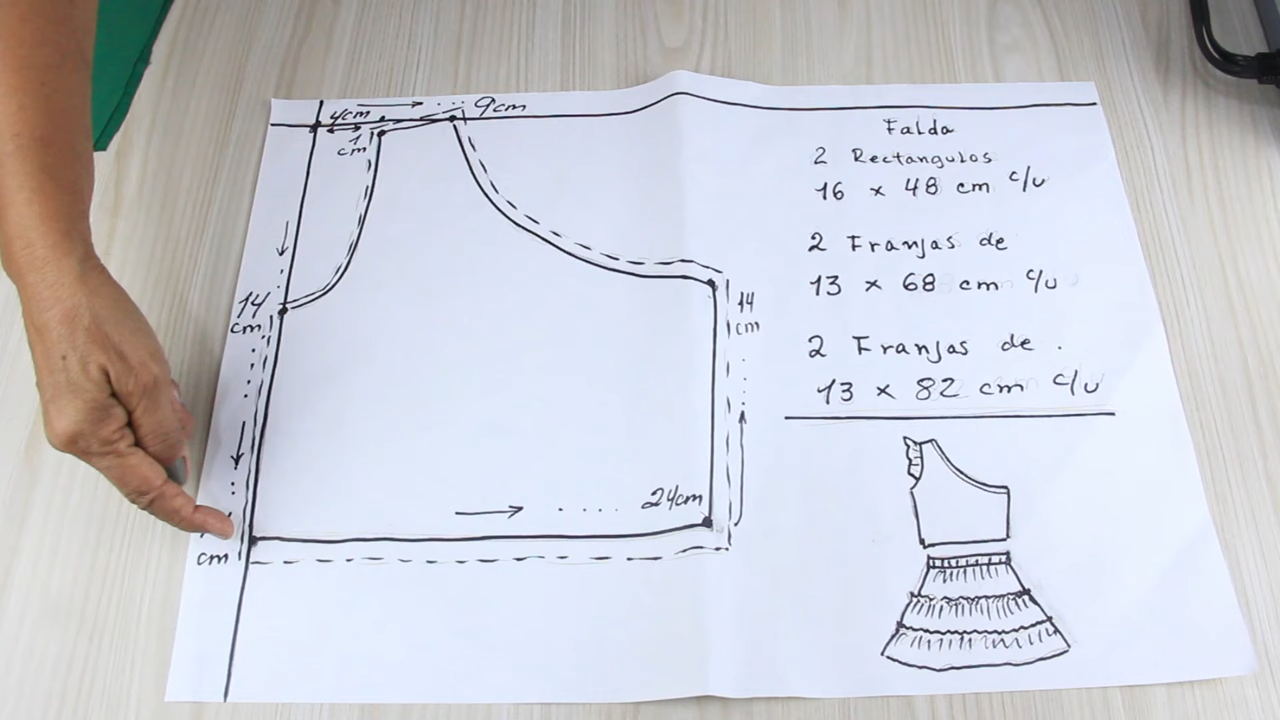 4cm
9cm
1
cm
14
cm
14
cm
24cm
cm
Falda
2 Rectangulos
16 x 48 cm c/u
2 Franjas de
13 x 68 cm c/u
2 Franjas de .
13 x 82 cm c/u